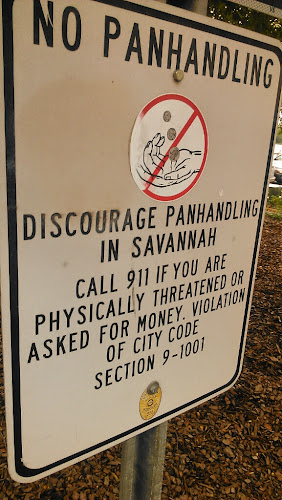 NO PANHANDLING
DISCOURAGE PANHANDLING
IN SAVANNAH
CALL 911 IF YOU ARE
PHYSICALLY THREATENED OR
ASKED FOR MONEY. VIOLATION
OF CITY CODE
SECTION 9-1001